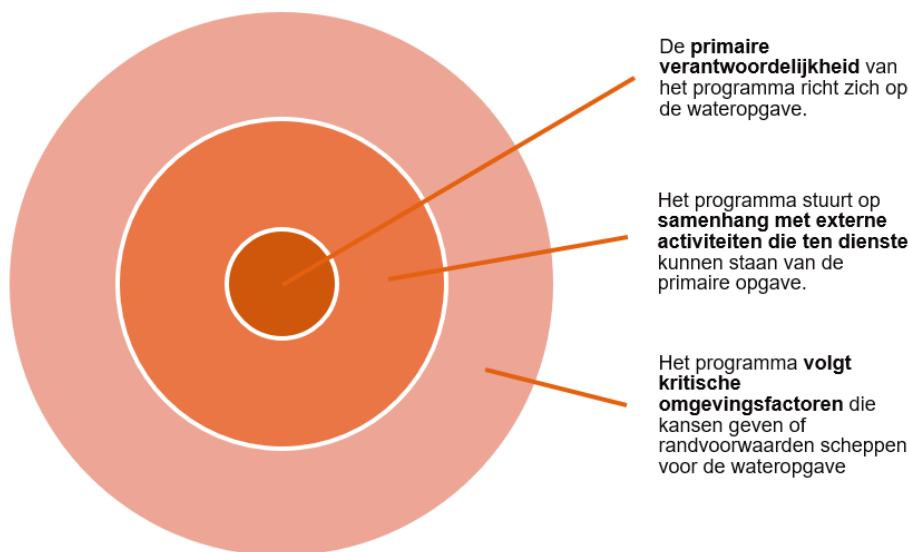 De primaire
verantwoordelijkheid van
het programma richt zich op
de wateropgave.
Het programma stuurt op
samenhang met externe
activiteiten die ten dienste
kunnen staan van de
primaire opgave.
Het programma volgt
kritische
omgevingsfactoren die
kansen geven of
randvoorwaarden scheppen
voor de wateropgave